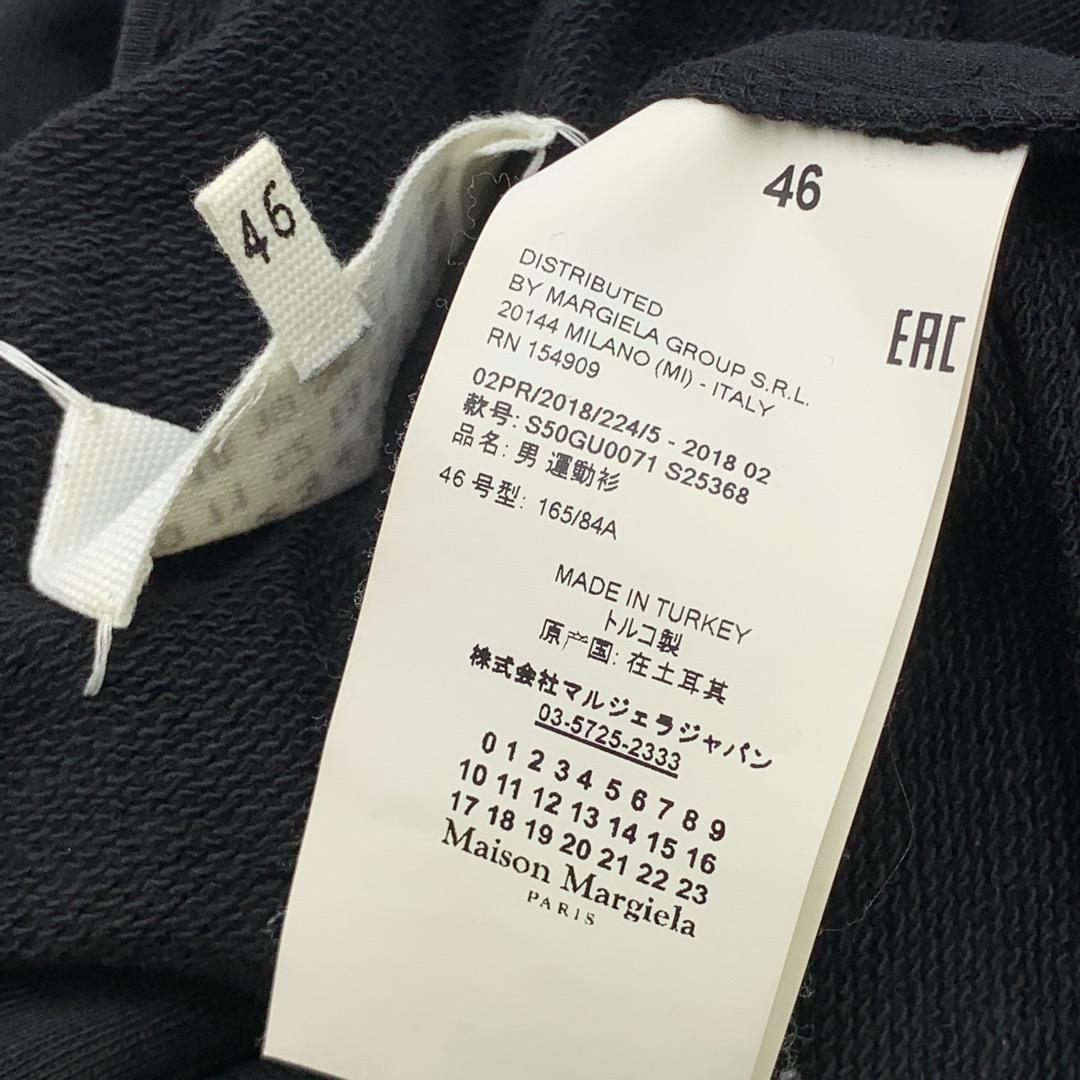 46
46
EAC
DISTRIBUTED
BY MARGIELA GROUP S.R.L.
20144 MILANO (MI) - ITALY
RN 154909
02PR/2018/224/5 - 2018 02
款号: S50GU0071 S25368
品名: 男 運動衫
46 号型: 165/84A
MADE IN TURKEY
トルコ製
原产国: 在土耳其
株式会社マルジェラジャパン
03-5725-2333
0 1 2 3 4 5 6 7 8 9
10 11 12 13 14 15 16
17 18 19 20 21 22 23
Maison Margiela
PARIS